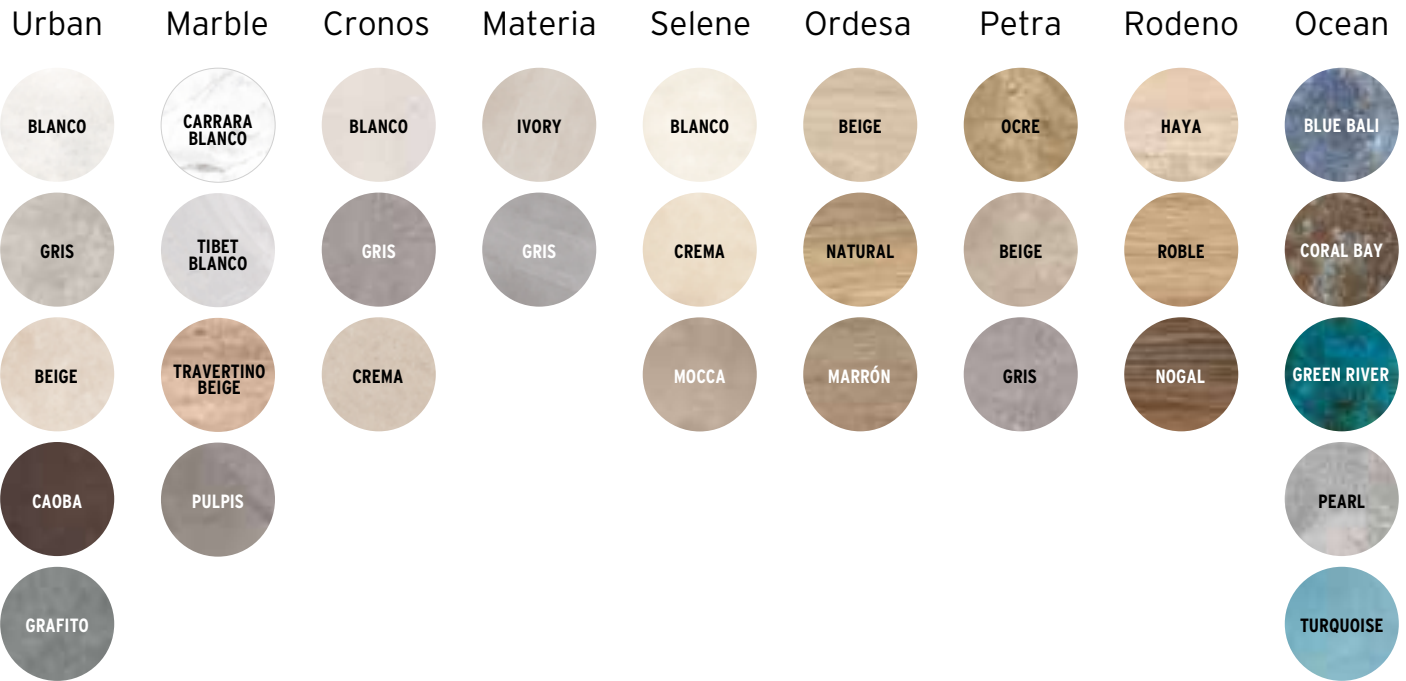 Urban Marble Cronos Materia Selene Ordesa Petra Rodeno Ocean
BLANCO CARRARA BLANCO BLANCO IVORY BLANCO BEIGE OCRE HAYA BLUE BALI
GRIS TIBET BLANCO GRIS GRIS CREMA NATURAL BEIGE ROBLE CORAL BAY
BEIGE TRAVERTINO BEIGE CREMA MOCCA MARRÓN GRIS NOGAL GREEN RIVER
CAOBA PULPIS PEARL
GRAFITO TURQUOISE